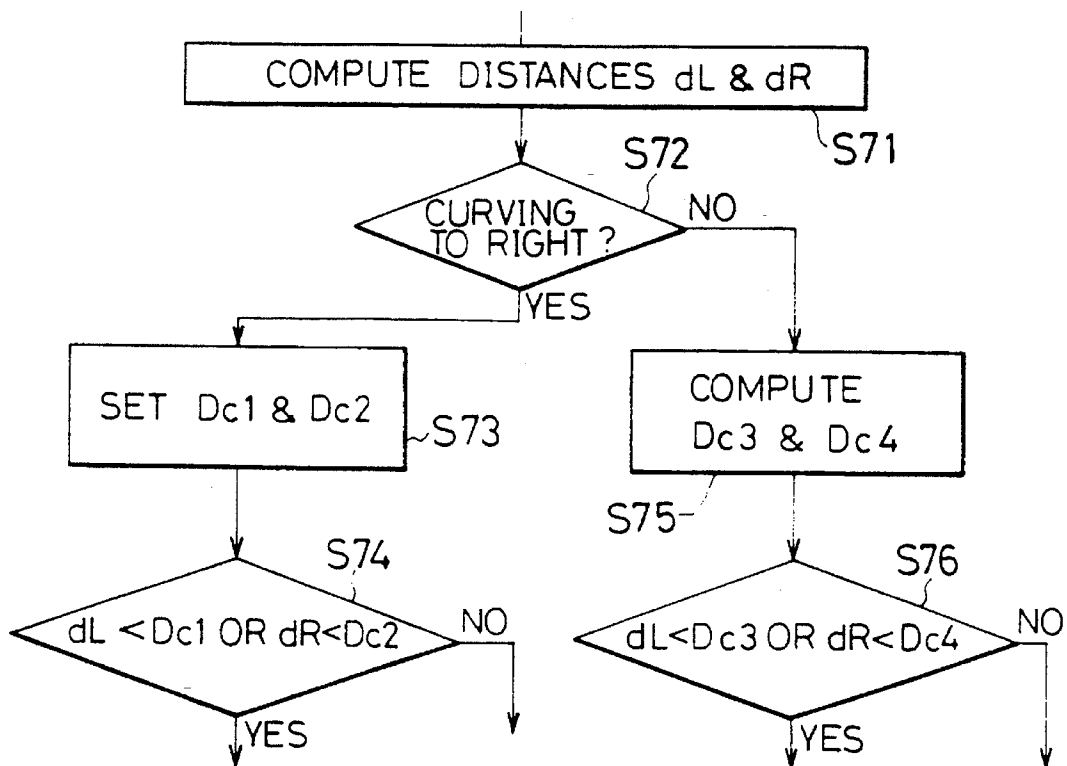 COMPUTE DISTANCES dL & dR
S71
S72
CURVING
TO RIGHT?
NO
YES
SET Dc1 & Dc2
S73
COMPUTE
Dc3 & Dc4
S75
S74
dL <Dc1 OR dR<Dc2
NO
YES
S76
dL<Dc3 OR dR<Dc4
NO
YES